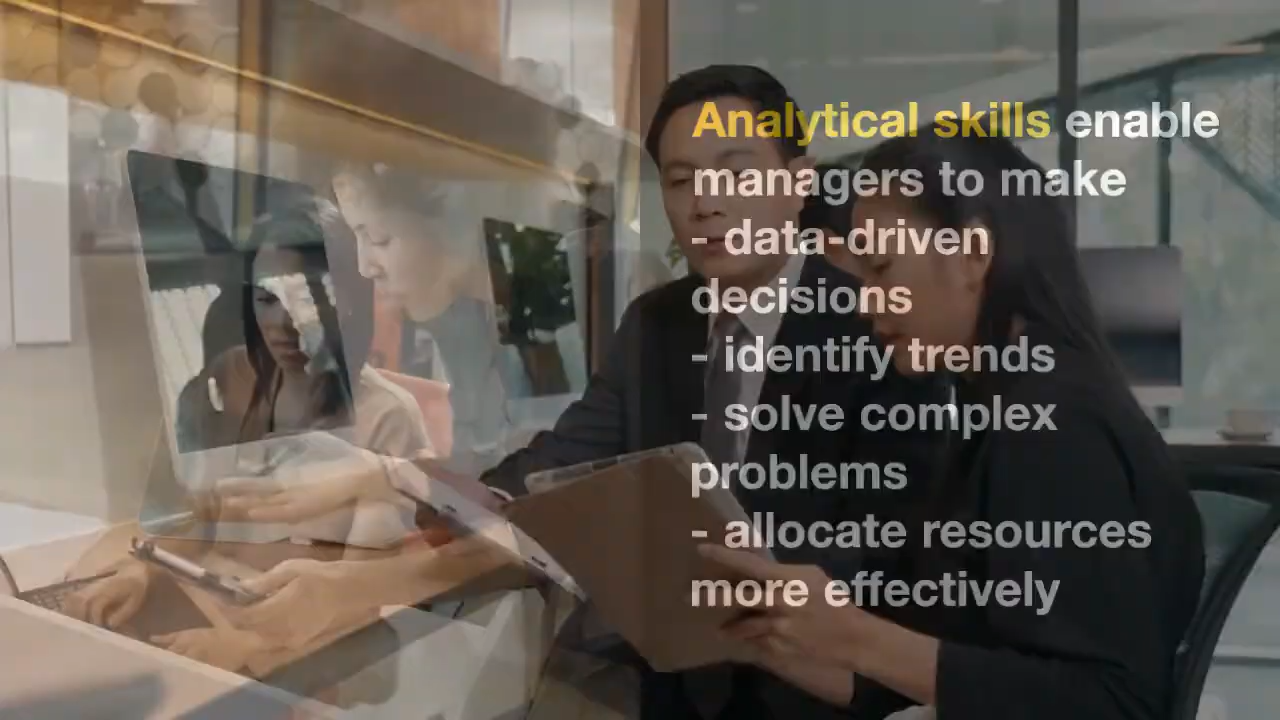 Analytical skills enable
managers to make
- data-driven
decisions
- identify trends
- solve complex
problems
- allocate resources
more effectively